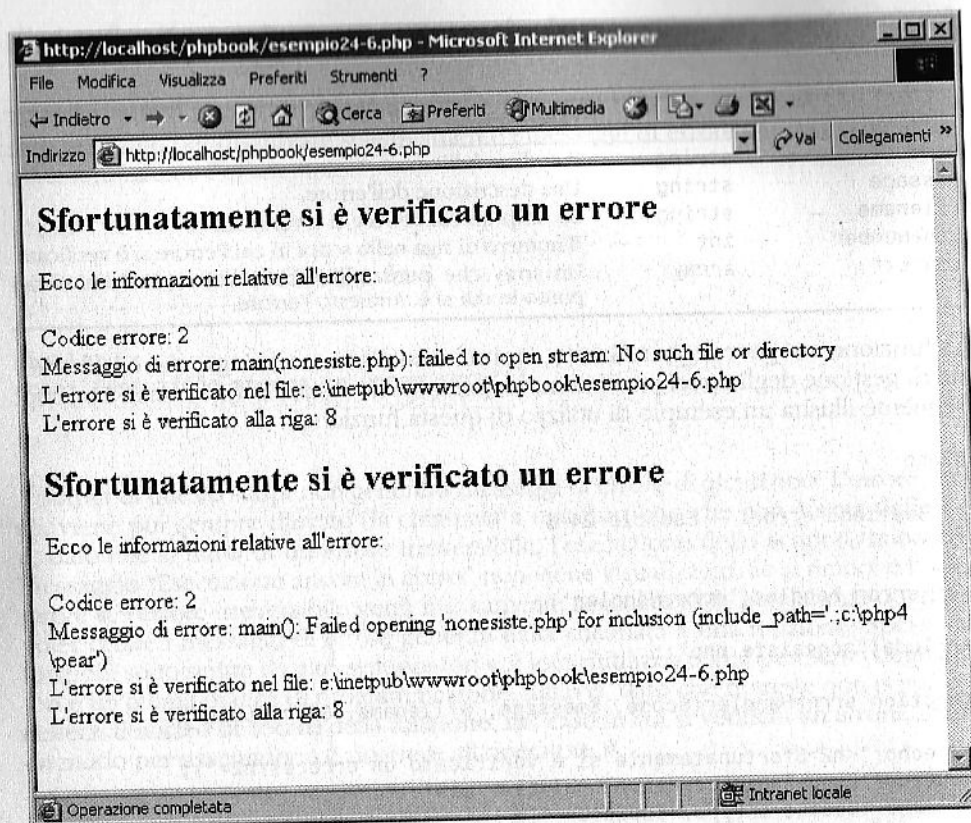 http://localhost/phpbook/esempio24-6.php - Microsoft Internet Explorer
File Modifica Visualizza Preferiti Strumenti ?
Indietro Cerca Preferiti Multimedia
Indirizzo http://localhost/phpbook/esempio24-6.php Vai Collegamenti »
Sfortunatamente si è verificato un errore
Ecco le informazioni relative all'errore:
Codice errore: 2
Messaggio di errore: main(nonesiste.php): failed to open stream: No such file or directory
L'errore si è verificato nel file: e:\inetpub\wwwroot\phpbook\esempio24-6.php
L'errore si è verificato alla riga: 8
Sfortunatamente si è verificato un errore
Ecco le informazioni relative all'errore:
Codice errore: 2
Messaggio di errore: main(): Failed opening 'nonesiste.php' for inclusion (include_path='.;c:\php4
\pear')
L'errore si è verificato nel file: e:\inetpub\wwwroot\phpbook\esempio24-6.php
L'errore si è verificato alla riga: 8
Operazione completata Intranet locale